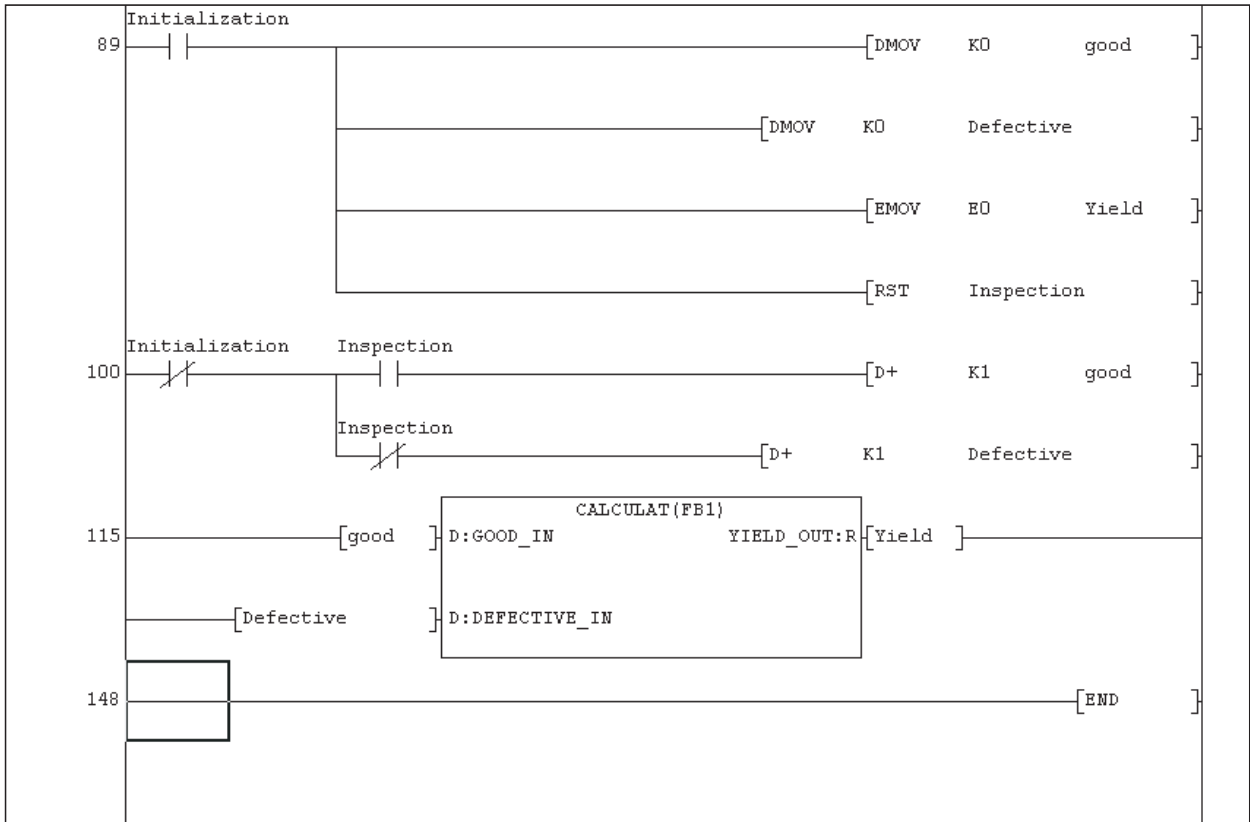 Initialization
89 [DMOV K0 good ]
[DMOV K0 Defective ]
[EMOV E0 Yield ]
[RST Inspection ]
Initialization Inspection
100 [D+ K1 good ]
Inspection
[D+ K1 Defective ]
CALCULAT(FB1)
115 [good ] D:GOOD_IN YIELD_OUT:R [Yield ]
[Defective ] D:DEFECTIVE_IN
148 [END ]